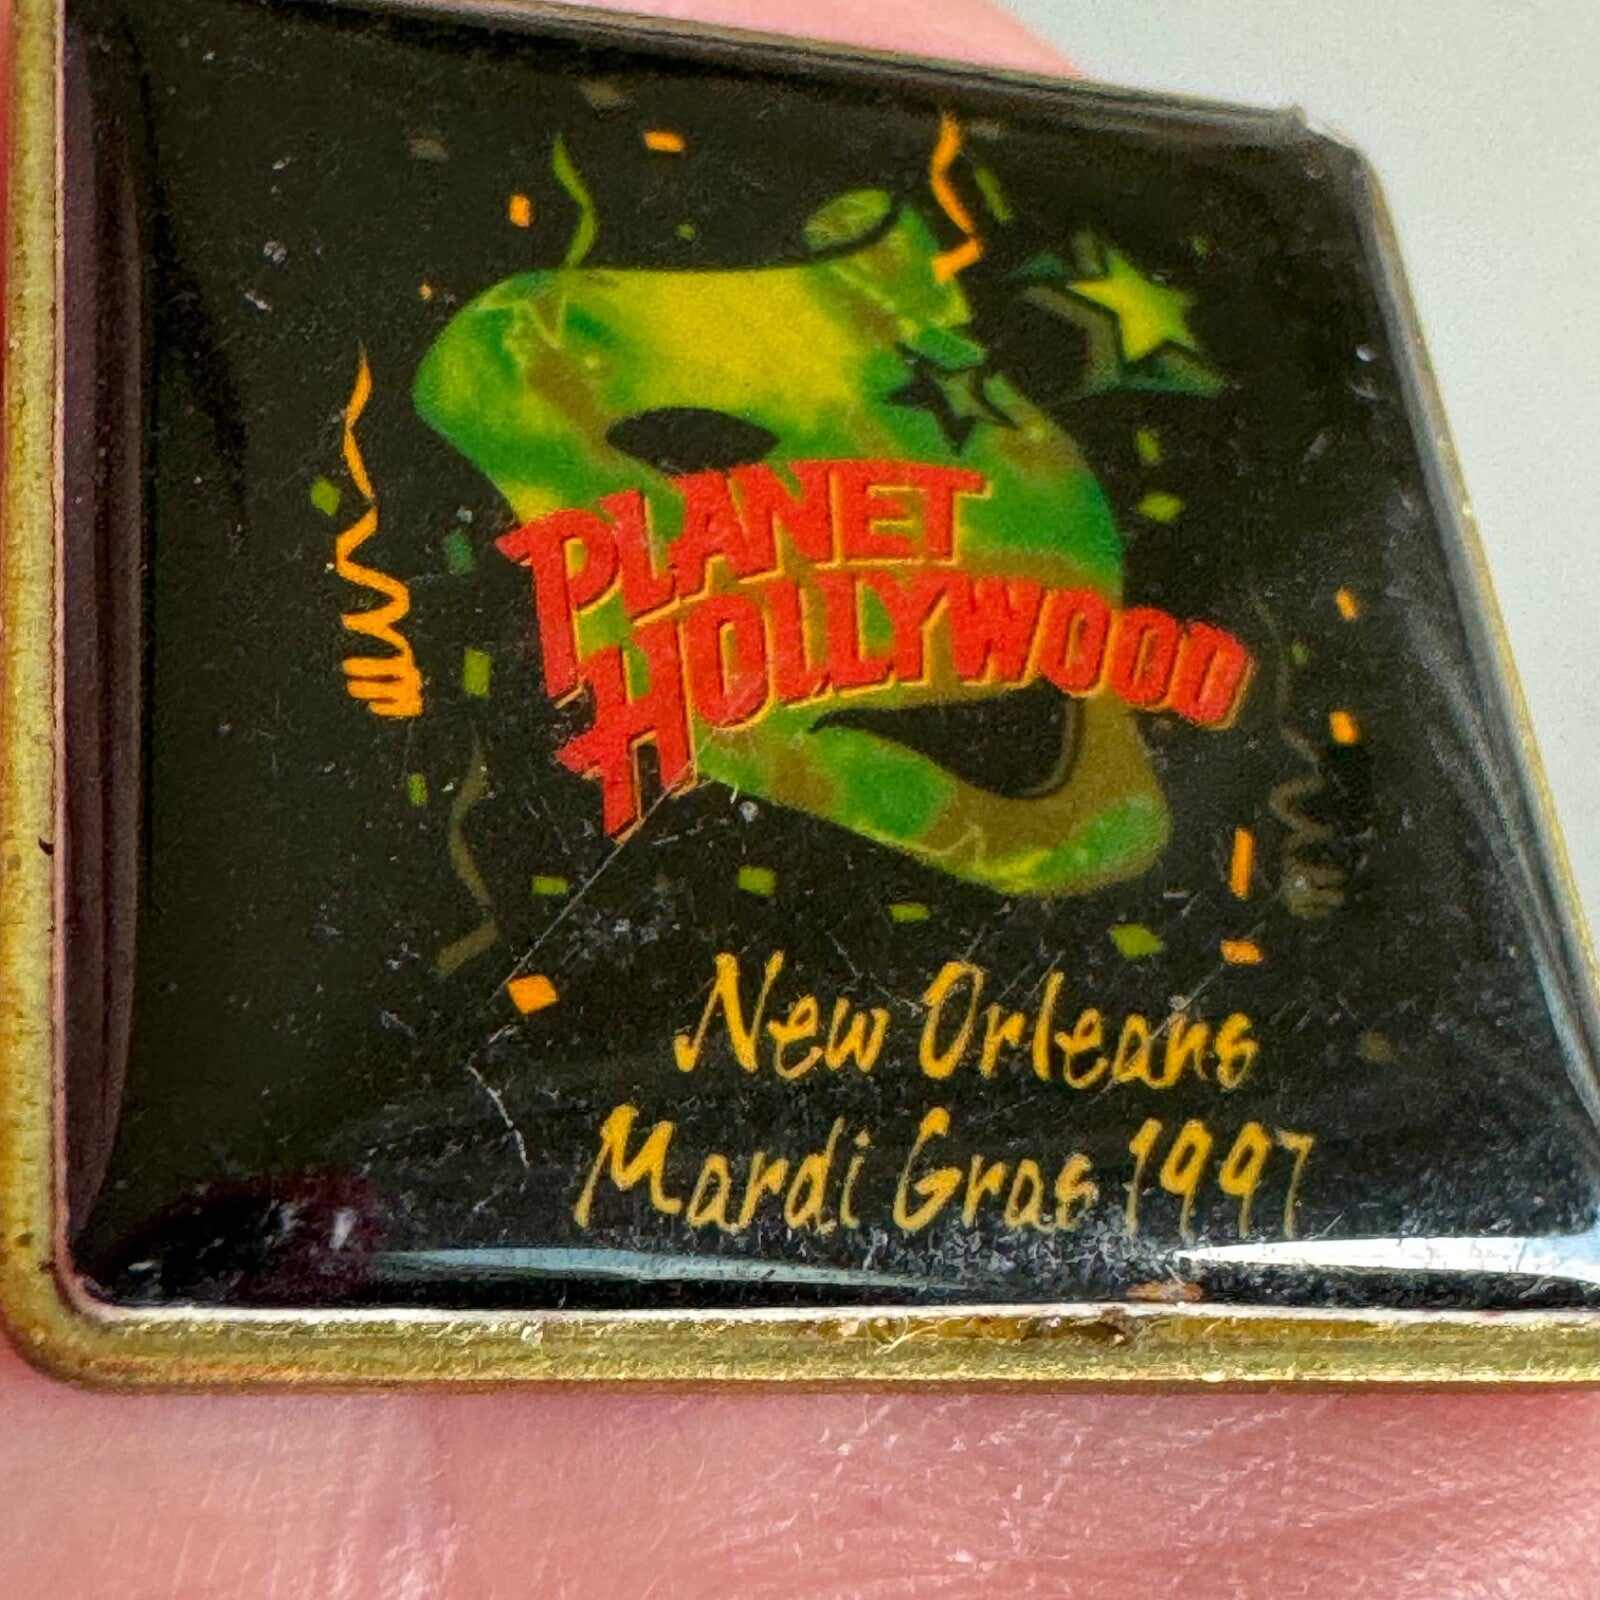 PLANET
HOLLYWOOD
New Orleans
Mardi Gras 1997